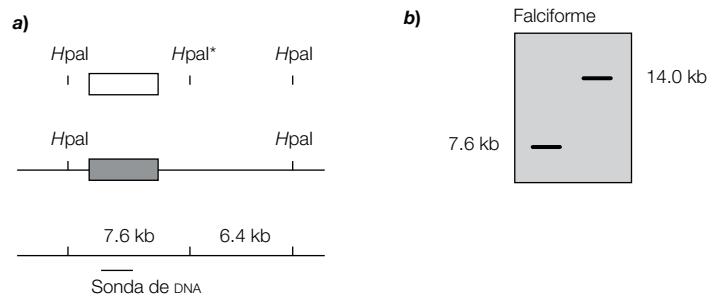 a)
HpaI HpaI* HpaI
HpaI HpaI
7.6 kb 6.4 kb
Sonda de DNA
b)
Falciforme
14.0 kb
7.6 kb